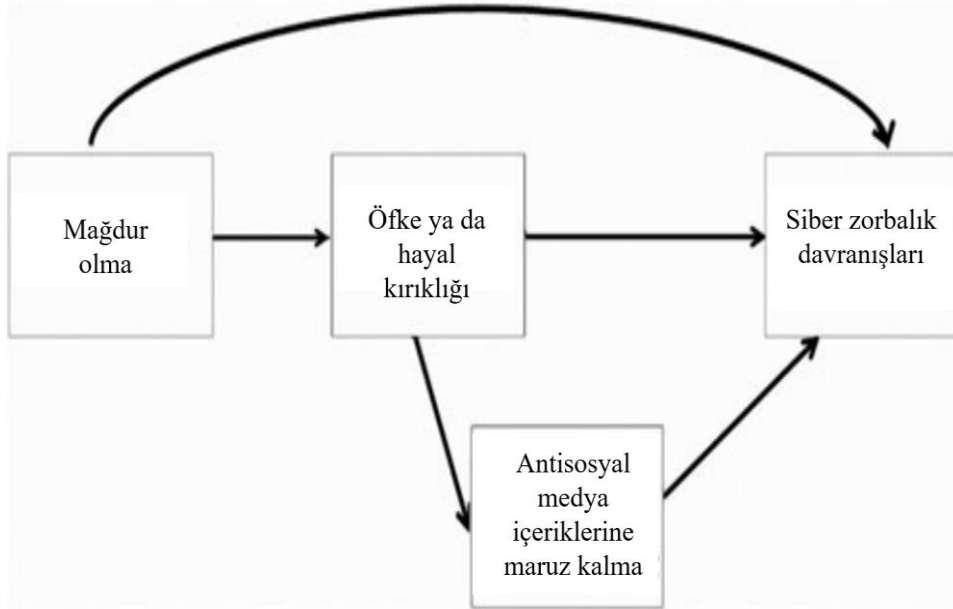 Mağdur
olma
Öfke ya da
hayal
kırıklığı
Siber zorbalık
davranışları
Antisosyal
medya
içeriklerine
maruz kalma